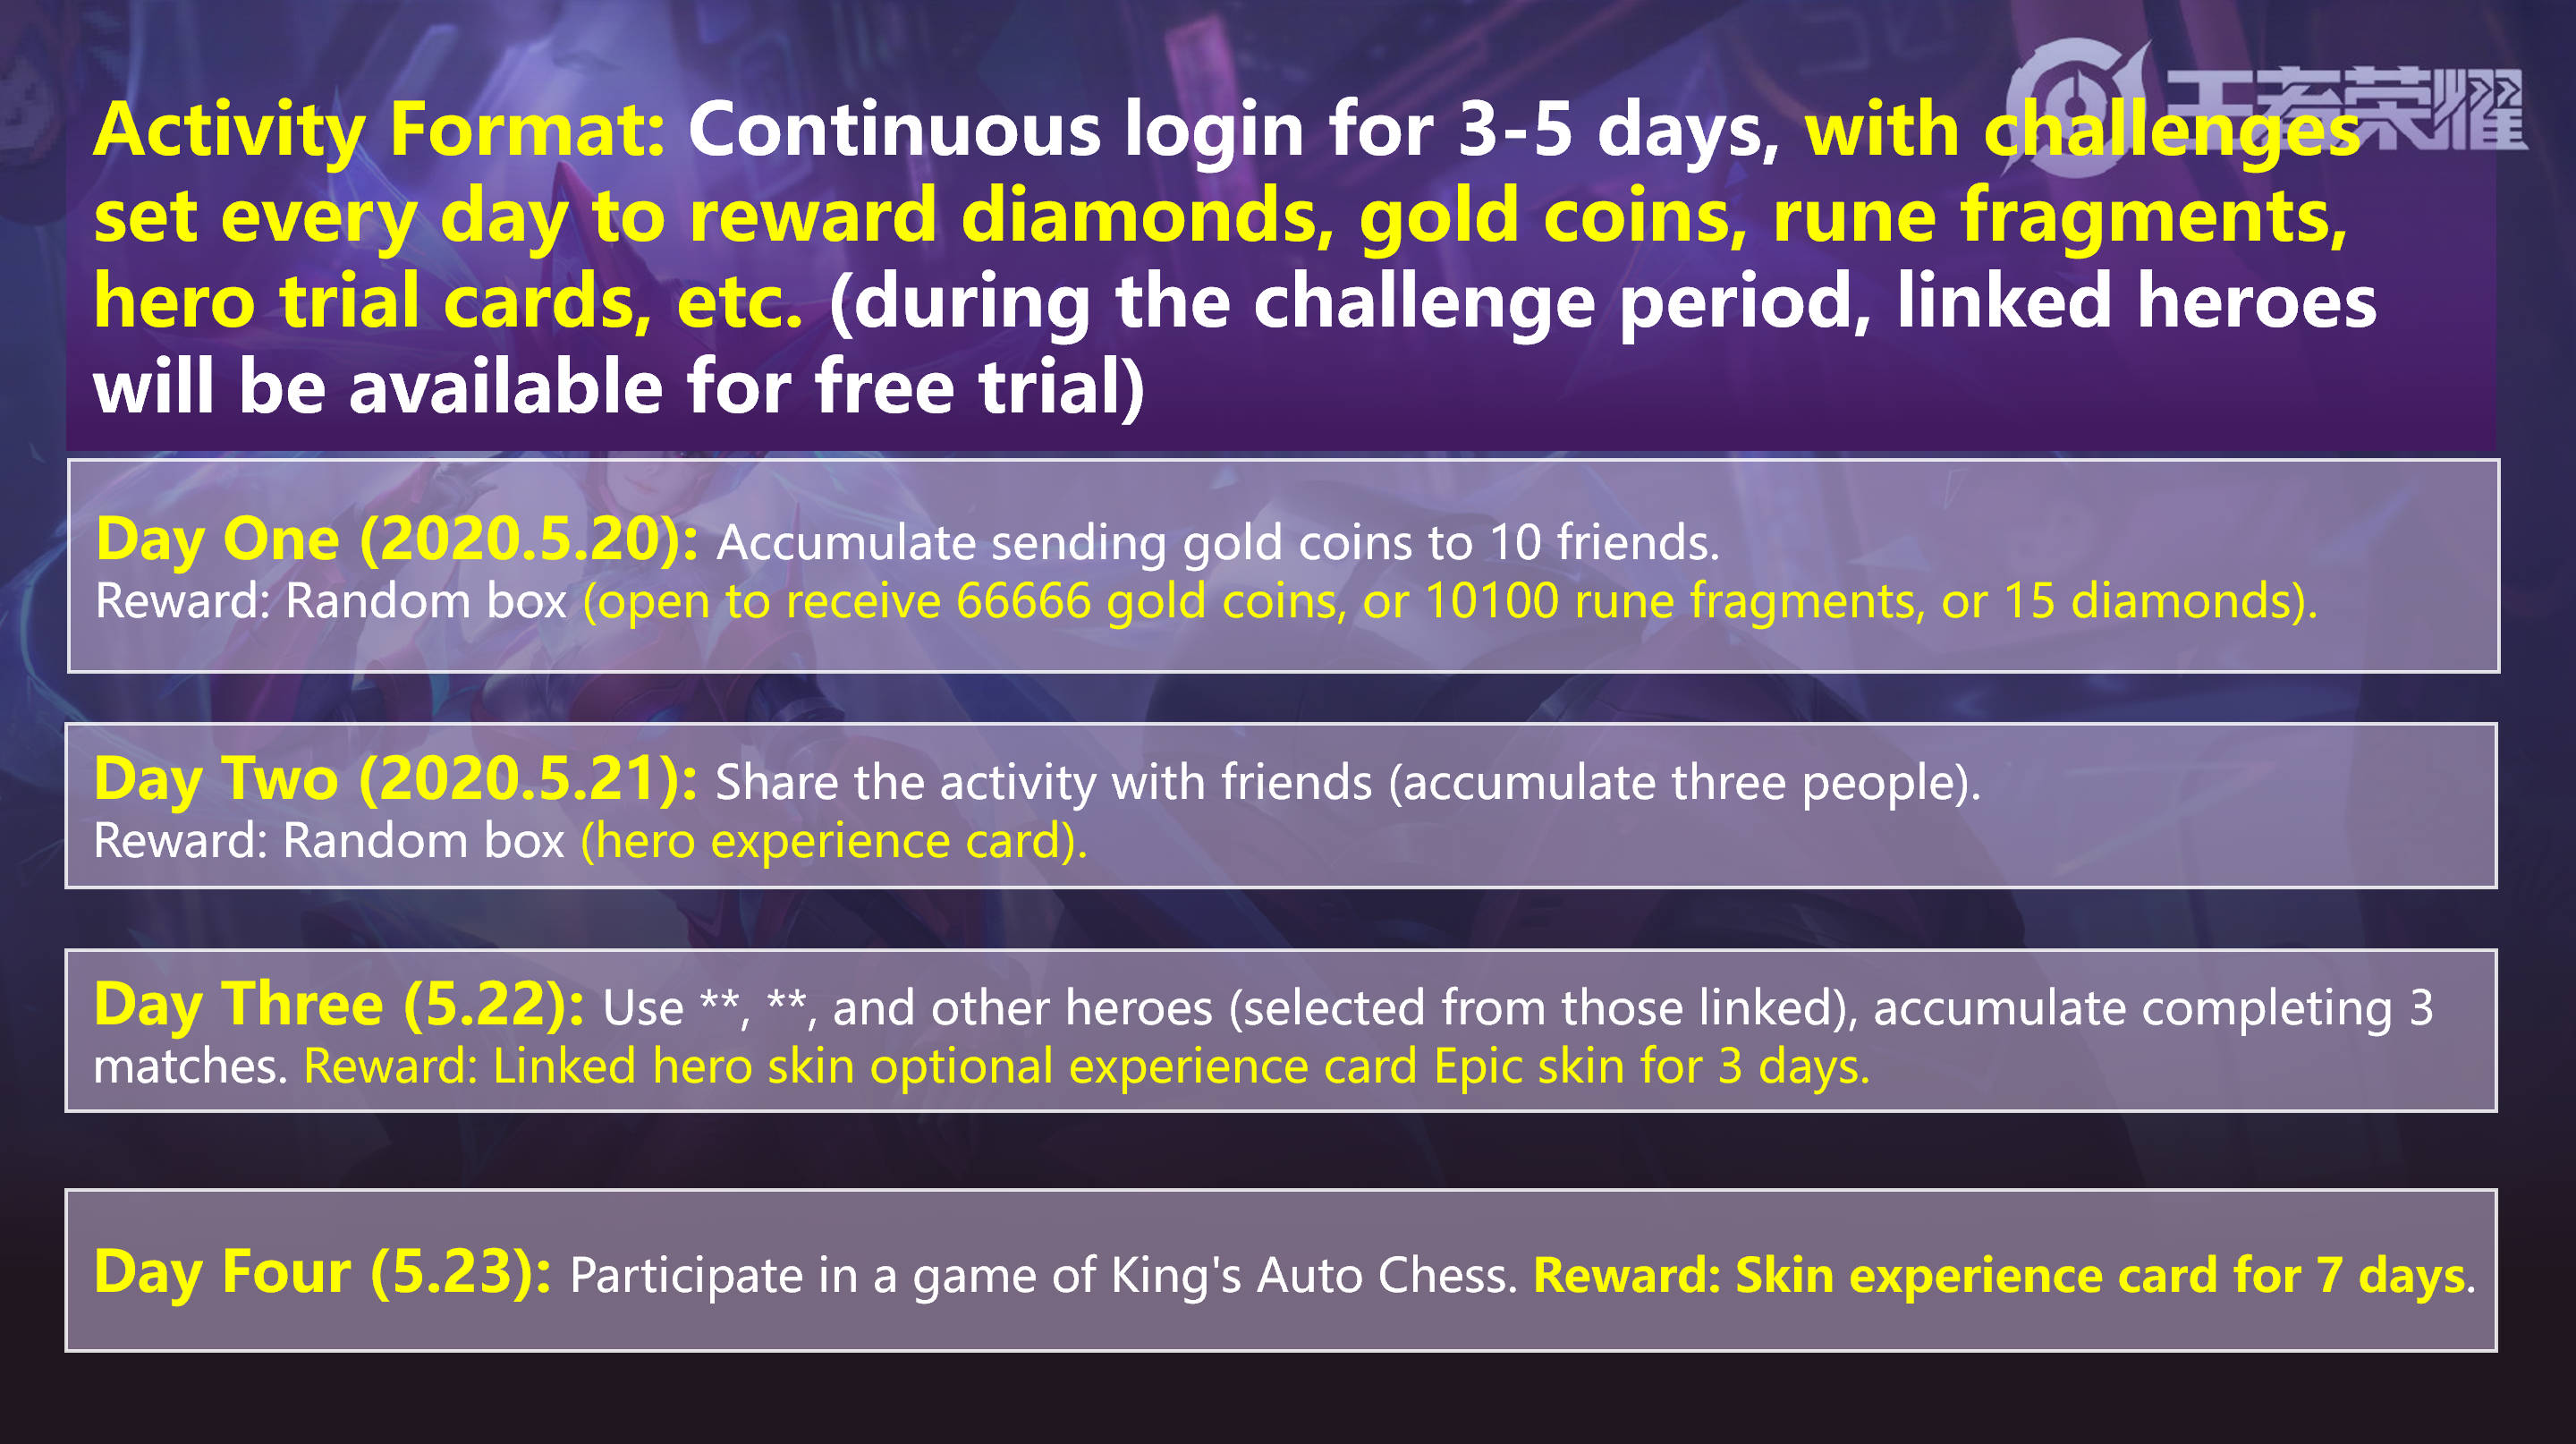 王者荣耀
Activity Format: Continuous login for 3-5 days, with challenges
set every day to reward diamonds, gold coins, rune fragments,
hero trial cards, etc. (during the challenge period, linked heroes
will be available for free trial)
Day One (2020.5.20): Accumulate sending gold coins to 10 friends.
Reward: Random box (open to receive 66666 gold coins, or 10100 rune fragments, or 15 diamonds).
Day Two (2020.5.21): Share the activity with friends (accumulate three people).
Reward: Random box (hero experience card).
Day Three (5.22): Use **, **, and other heroes (selected from those linked), accumulate completing 3
matches. Reward: Linked hero skin optional experience card Epic skin for 3 days.
Day Four (5.23): Participate in a game of King's Auto Chess. Reward: Skin experience card for 7 days.